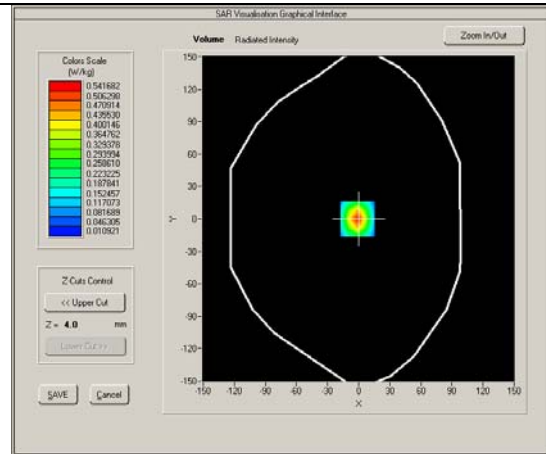 SAR Visualisation Graphical Interface
Volume Radiated Intensity
Zoom In/Out
Colors Scale
(W/kg)
0.541682
0.506298
0.470914
0.435530
0.400146
0.364762
0.329378
0.293994
0.258610
0.223225
0.187841
0.152457
0.117073
0.081689
0.046305
0.010921
Z Cuts Control
<< Upper Cut
Z = 4.0 mm
Lower Cut >>
SAVE Cancel
150-
120-
90-
60-
30-
0-
-30-
-60-
-90-
-120-
-150-
Y
-150 -120 -90 -60 -30 0 30 60 90 120 150
X